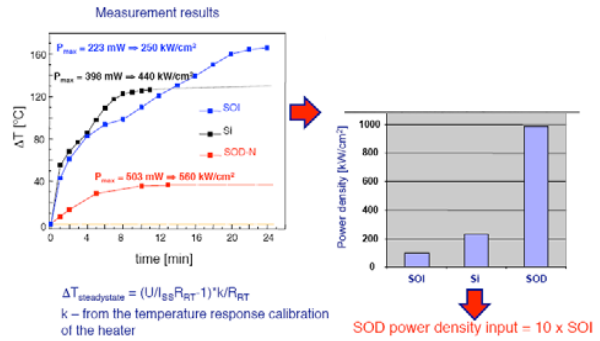 Measurement results
P_max = 223 mW ⇒ 250 kW/cm²
P_max = 398 mW ⇒ 440 kW/cm²
P_max = 503 mW ⇒ 560 kW/cm²
SOI
Si
SOD-N
ΔT [°C]
160
120
80
40
0
0 4 8 12 16 20 24
time [min]
Power density [kW/cm²]
1000
800
600
400
200
0
SOI Si SOD
ΔT_steadystate = (U/I_SS R_RT-1)*k/R_RT
k – from the temperature response calibration
of the heater
SOD power density input = 10 x SOI